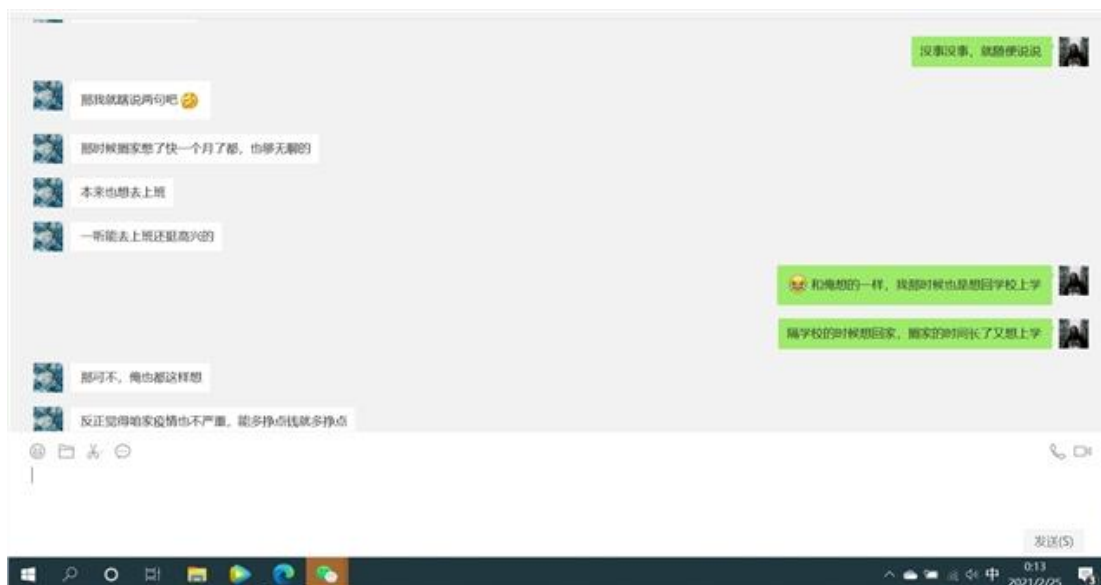 没事没事，就随便说说
那我就瞎说两句吧
那时候搁家憋了快一个月了都，也够无聊的
本来也想去上班
一听能去上班还挺高兴的
和俺想的一样，我那时候也是想回学校上学
隔学校的时候想回家，搁家的时间长了又想上学
那可不，俺也都这样想
反正觉得咱家疫情也不严重，能多挣点钱就多挣点
发送(S)
中
0:13
2021/2/25